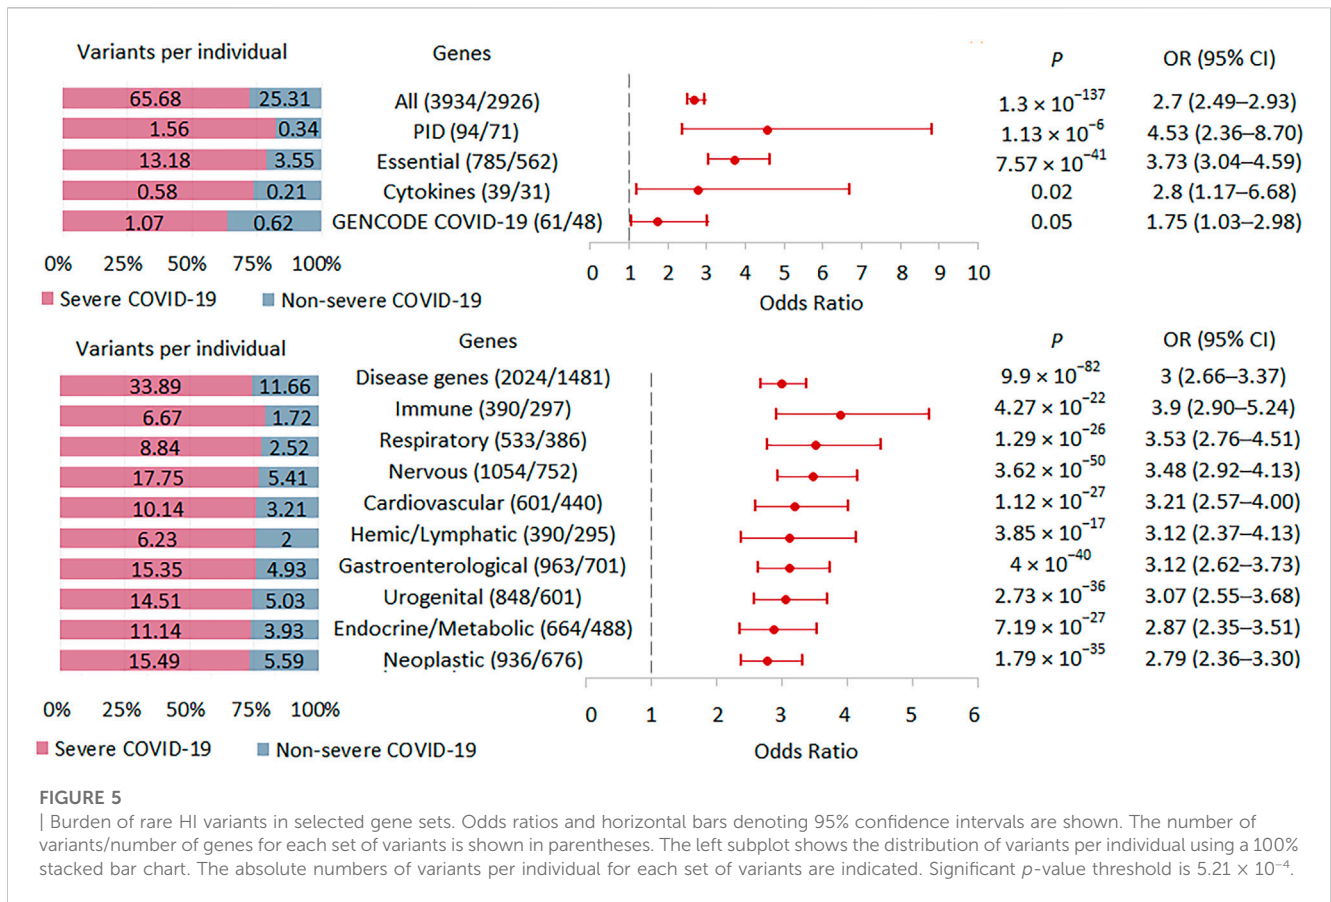 Variants per individual Genes P OR (95% CI)
65.68 25.31 All (3934/2926) 1.3 × 10⁻¹³⁷ 2.7 (2.49–2.93)
1.56 0.34 PID (94/71) 1.13 × 10⁻⁶ 4.53 (2.36–8.70)
13.18 3.55 Essential (785/562) 7.57 × 10⁻⁴¹ 3.73 (3.04–4.59)
0.58 0.21 Cytokines (39/31) 0.02 2.8 (1.17–6.68)
1.07 0.62 GENCODE COVID-19 (61/48) 0.05 1.75 (1.03–2.98)
0% 25% 50% 75% 100% 0 1 2 3 4 5 6 7 8 9 10
Severe COVID-19 Non-severe COVID-19 Odds Ratio
Variants per individual Genes P OR (95% CI)
33.89 11.66 Disease genes (2024/1481) 9.9 × 10⁻⁸² 3 (2.66–3.37)
6.67 1.72 Immune (390/297) 4.27 × 10⁻²² 3.9 (2.90–5.24)
8.84 2.52 Respiratory (533/386) 1.29 × 10⁻²⁶ 3.53 (2.76–4.51)
17.75 5.41 Nervous (1054/752) 3.62 × 10⁻⁵⁰ 3.48 (2.92–4.13)
10.14 3.21 Cardiovascular (601/440) 1.12 × 10⁻²⁷ 3.21 (2.57–4.00)
6.23 2 Hemic/Lymphatic (390/295) 3.85 × 10⁻¹⁷ 3.12 (2.37–4.13)
15.35 4.93 Gastroenterological (963/701) 4 × 10⁻⁴⁰ 3.12 (2.62–3.73)
14.51 5.03 Urogenital (848/601) 2.73 × 10⁻³⁶ 3.07 (2.55–3.68)
11.14 3.93 Endocrine/Metabolic (664/488) 7.19 × 10⁻²⁷ 2.87 (2.35–3.51)
15.49 5.59 Neoplastic (936/676) 1.79 × 10⁻³⁵ 2.79 (2.36–3.30)
0% 25% 50% 75% 100% 0 1 2 3 4 5 6
Severe COVID-19 Non-severe COVID-19 Odds Ratio
FIGURE 5
| Burden of rare HI variants in selected gene sets. Odds ratios and horizontal bars denoting 95% confidence intervals are shown. The number of
variants/number of genes for each set of variants is shown in parentheses. The left subplot shows the distribution of variants per individual using a 100%
stacked bar chart. The absolute numbers of variants per individual for each set of variants are indicated. Significant p-value threshold is 5.21 × 10⁻⁴.